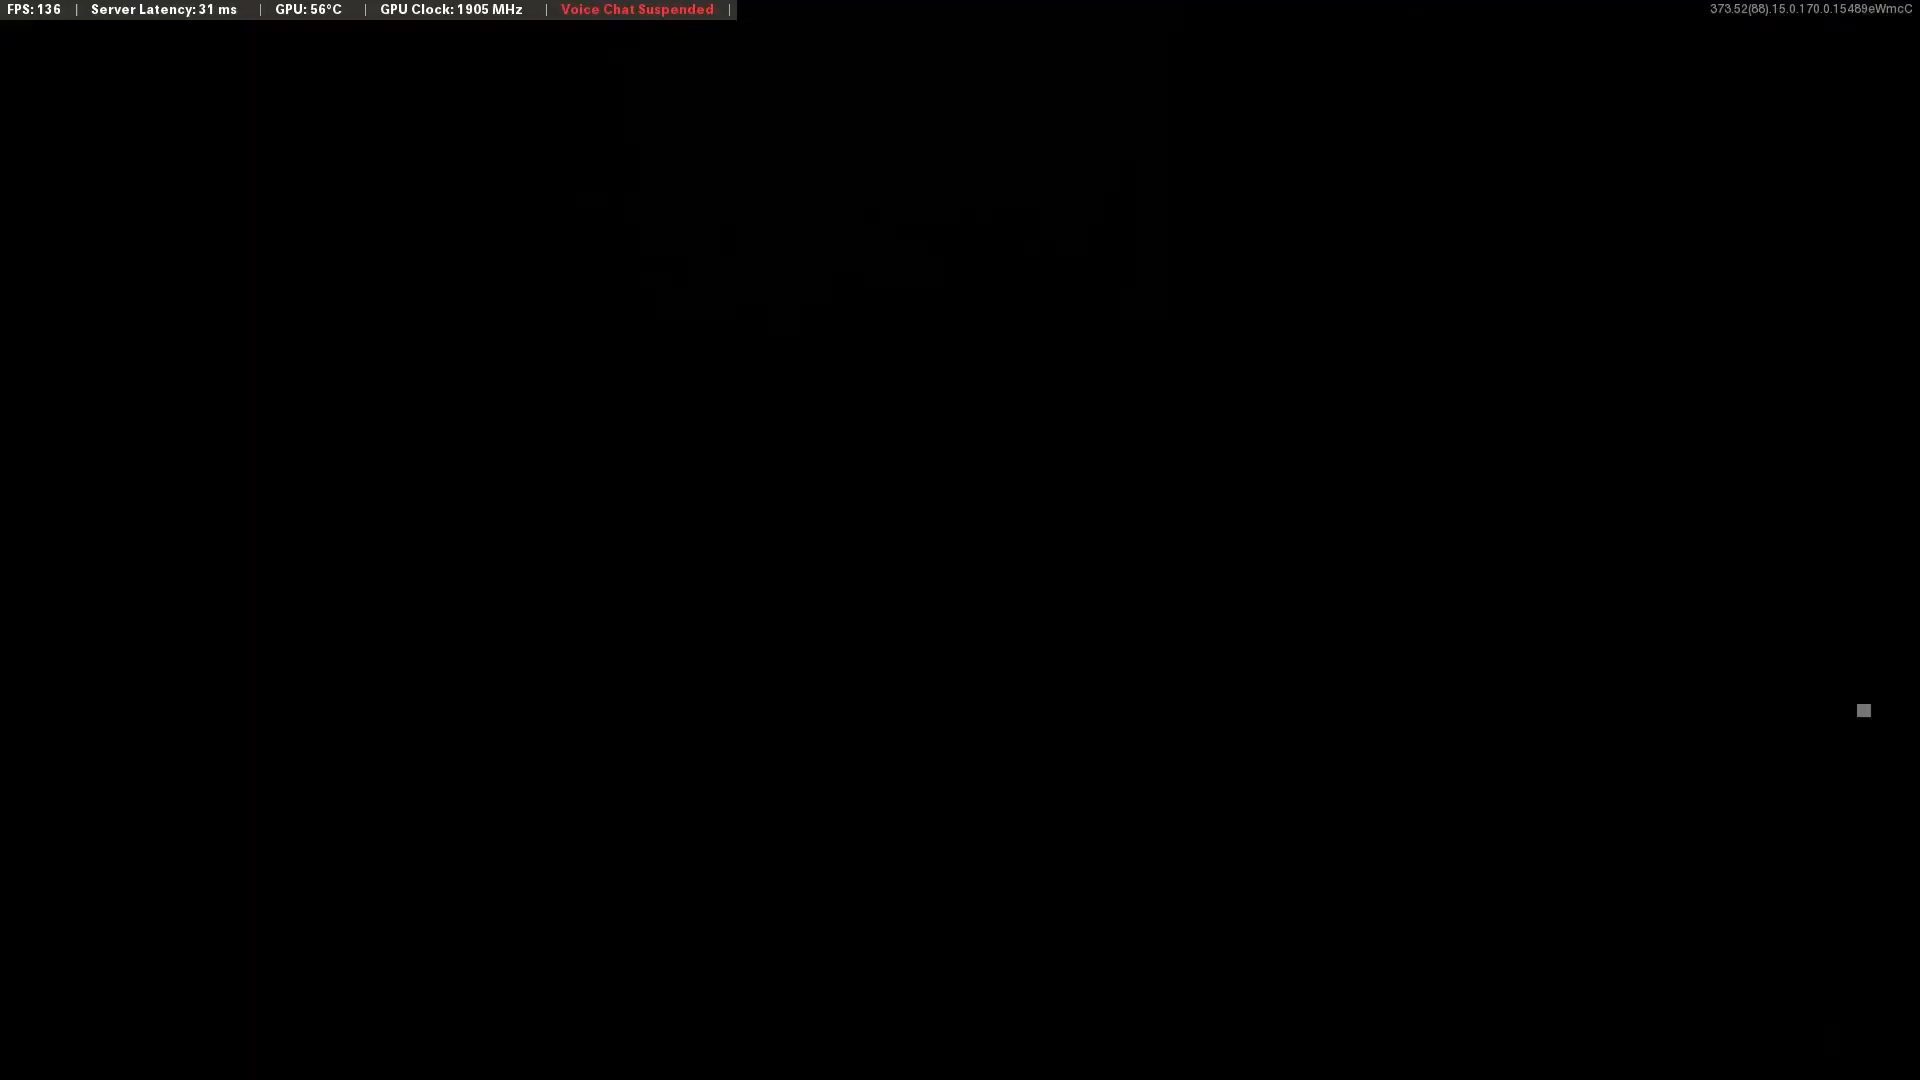 FPS: 136 | Server Latency: 31 ms | GPU: 56°C | GPU Clock: 1905 MHz | Voice Chat Suspended |
373.52(88).15.0.170.0.15489eWmcC